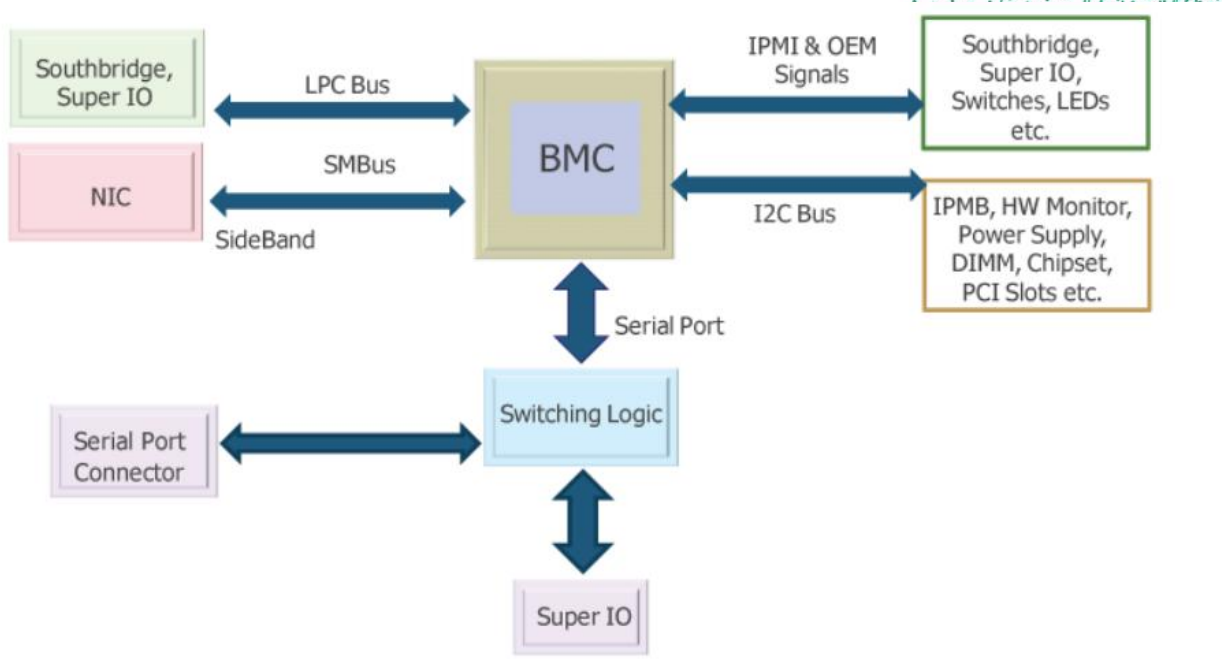 Southbridge,
Super IO
LPC Bus
NIC
SMBus
SideBand
BMC
IPMI & OEM
Signals
Southbridge,
Super IO,
Switches, LEDs
etc.
I2C Bus
IPMB, HW Monitor,
Power Supply,
DIMM, Chipset,
PCI Slots etc.
Serial Port
Switching Logic
Serial Port
Connector
Super IO